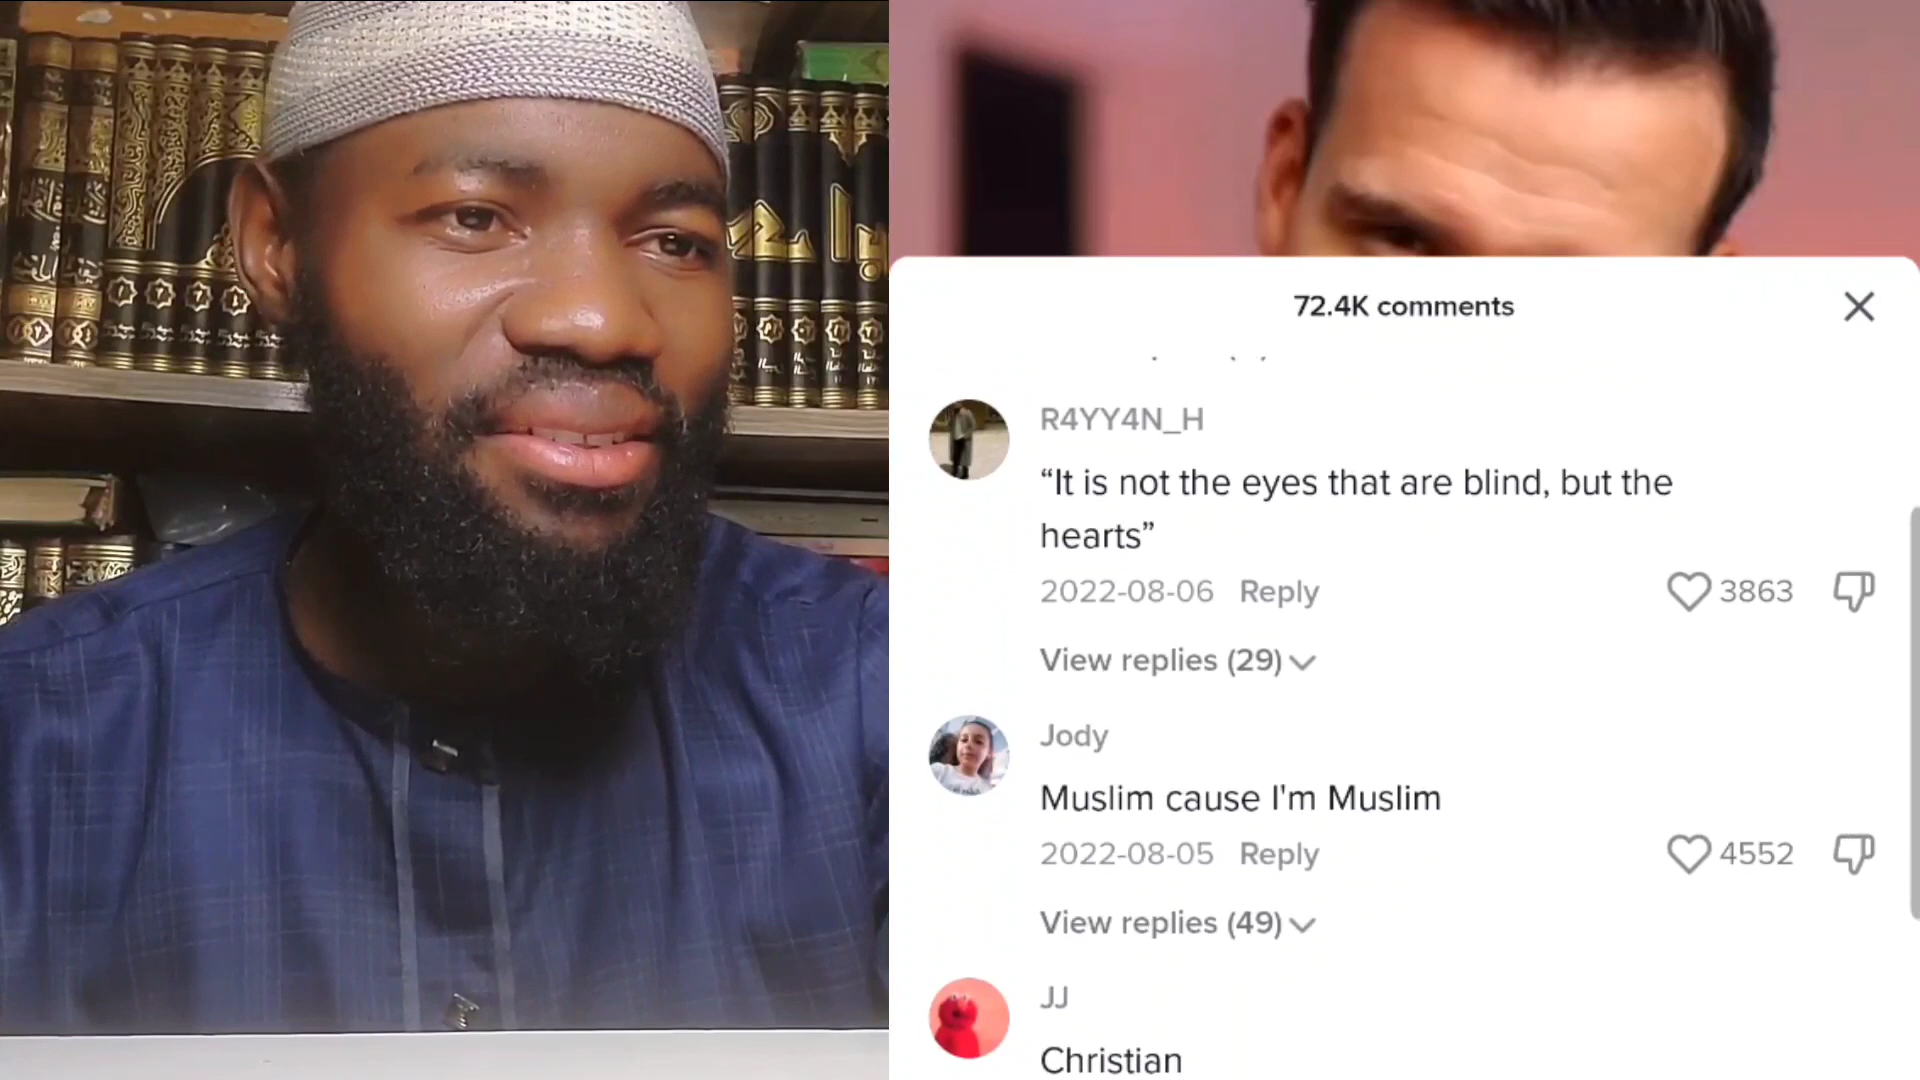 72.4K comments
R4YY4N_H
“It is not the eyes that are blind, but the
hearts”
2022-08-06 Reply
3863
View replies (29)
Jody
Muslim cause I'm Muslim
2022-08-05 Reply
4552
View replies (49)
JJ
Christian